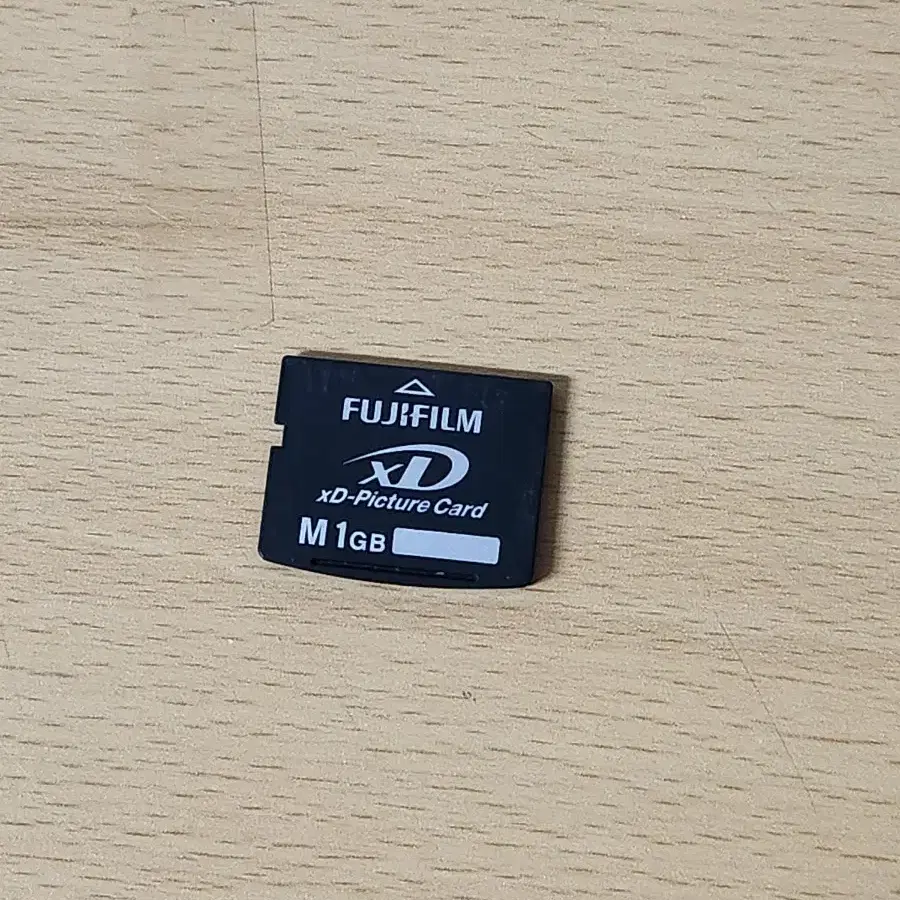 FUJIFILM
xD
xD-Picture Card
M 1GB